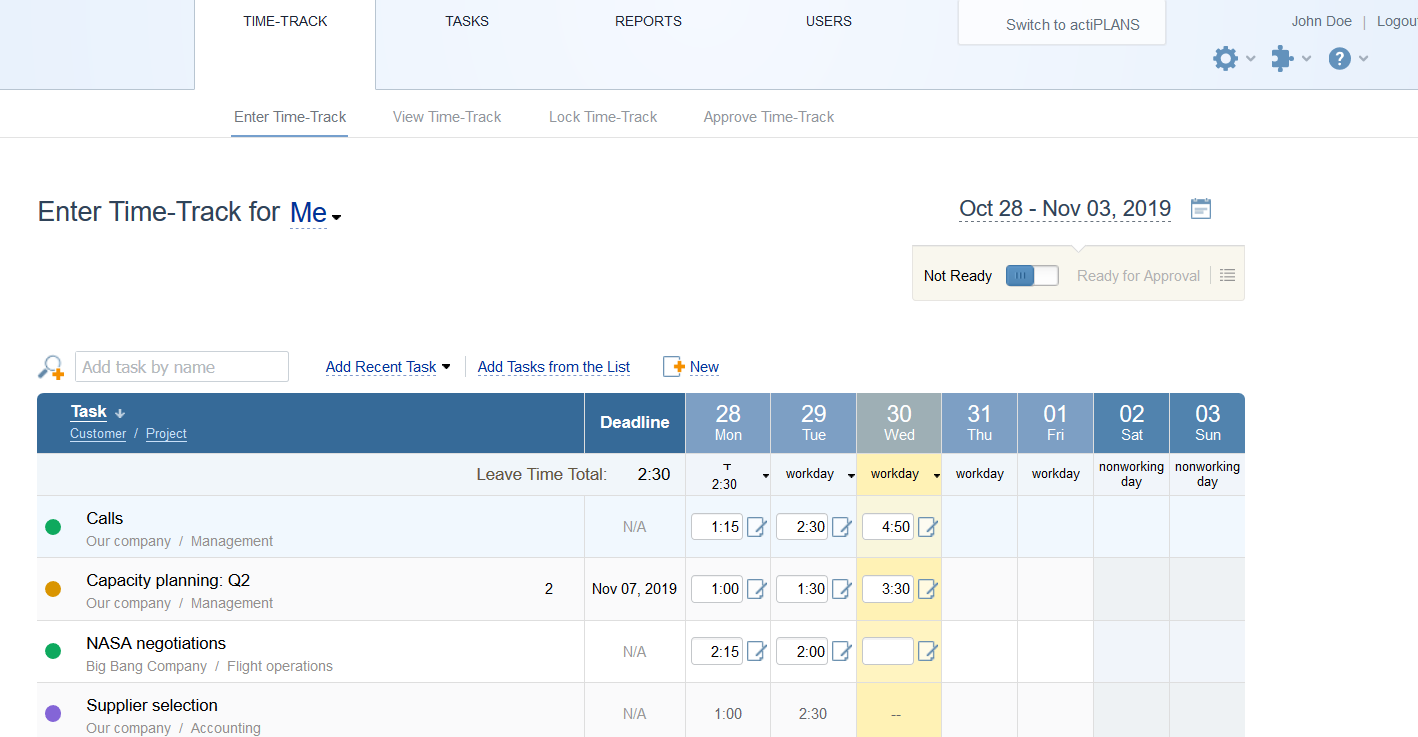 TIME-TRACK TASKS REPORTS USERS Switch to actiPLANS John Doe | Logou
Enter Time-Track View Time-Track Lock Time-Track Approve Time-Track
Enter Time-Track for Me
Oct 28 - Nov 03, 2019
Not Ready Ready for Approval
Add task by name Add Recent Task Add Tasks from the List New
Task Deadline 28 29 30 31 01 02 03
Customer / Project Mon Tue Wed Thu Fri Sat Sun
Leave Time Total: 2:30 2:30 workday workday workday workday nonworking day nonworking day
Calls N/A 1:15 2:30 4:50
Our company / Management
Capacity planning: Q2 2 Nov 07, 2019 1:00 1:30 3:30
Our company / Management
NASA negotiations N/A 2:15 2:00
Big Bang Company / Flight operations
Supplier selection N/A 1:00 2:30 --
Our company / Accounting